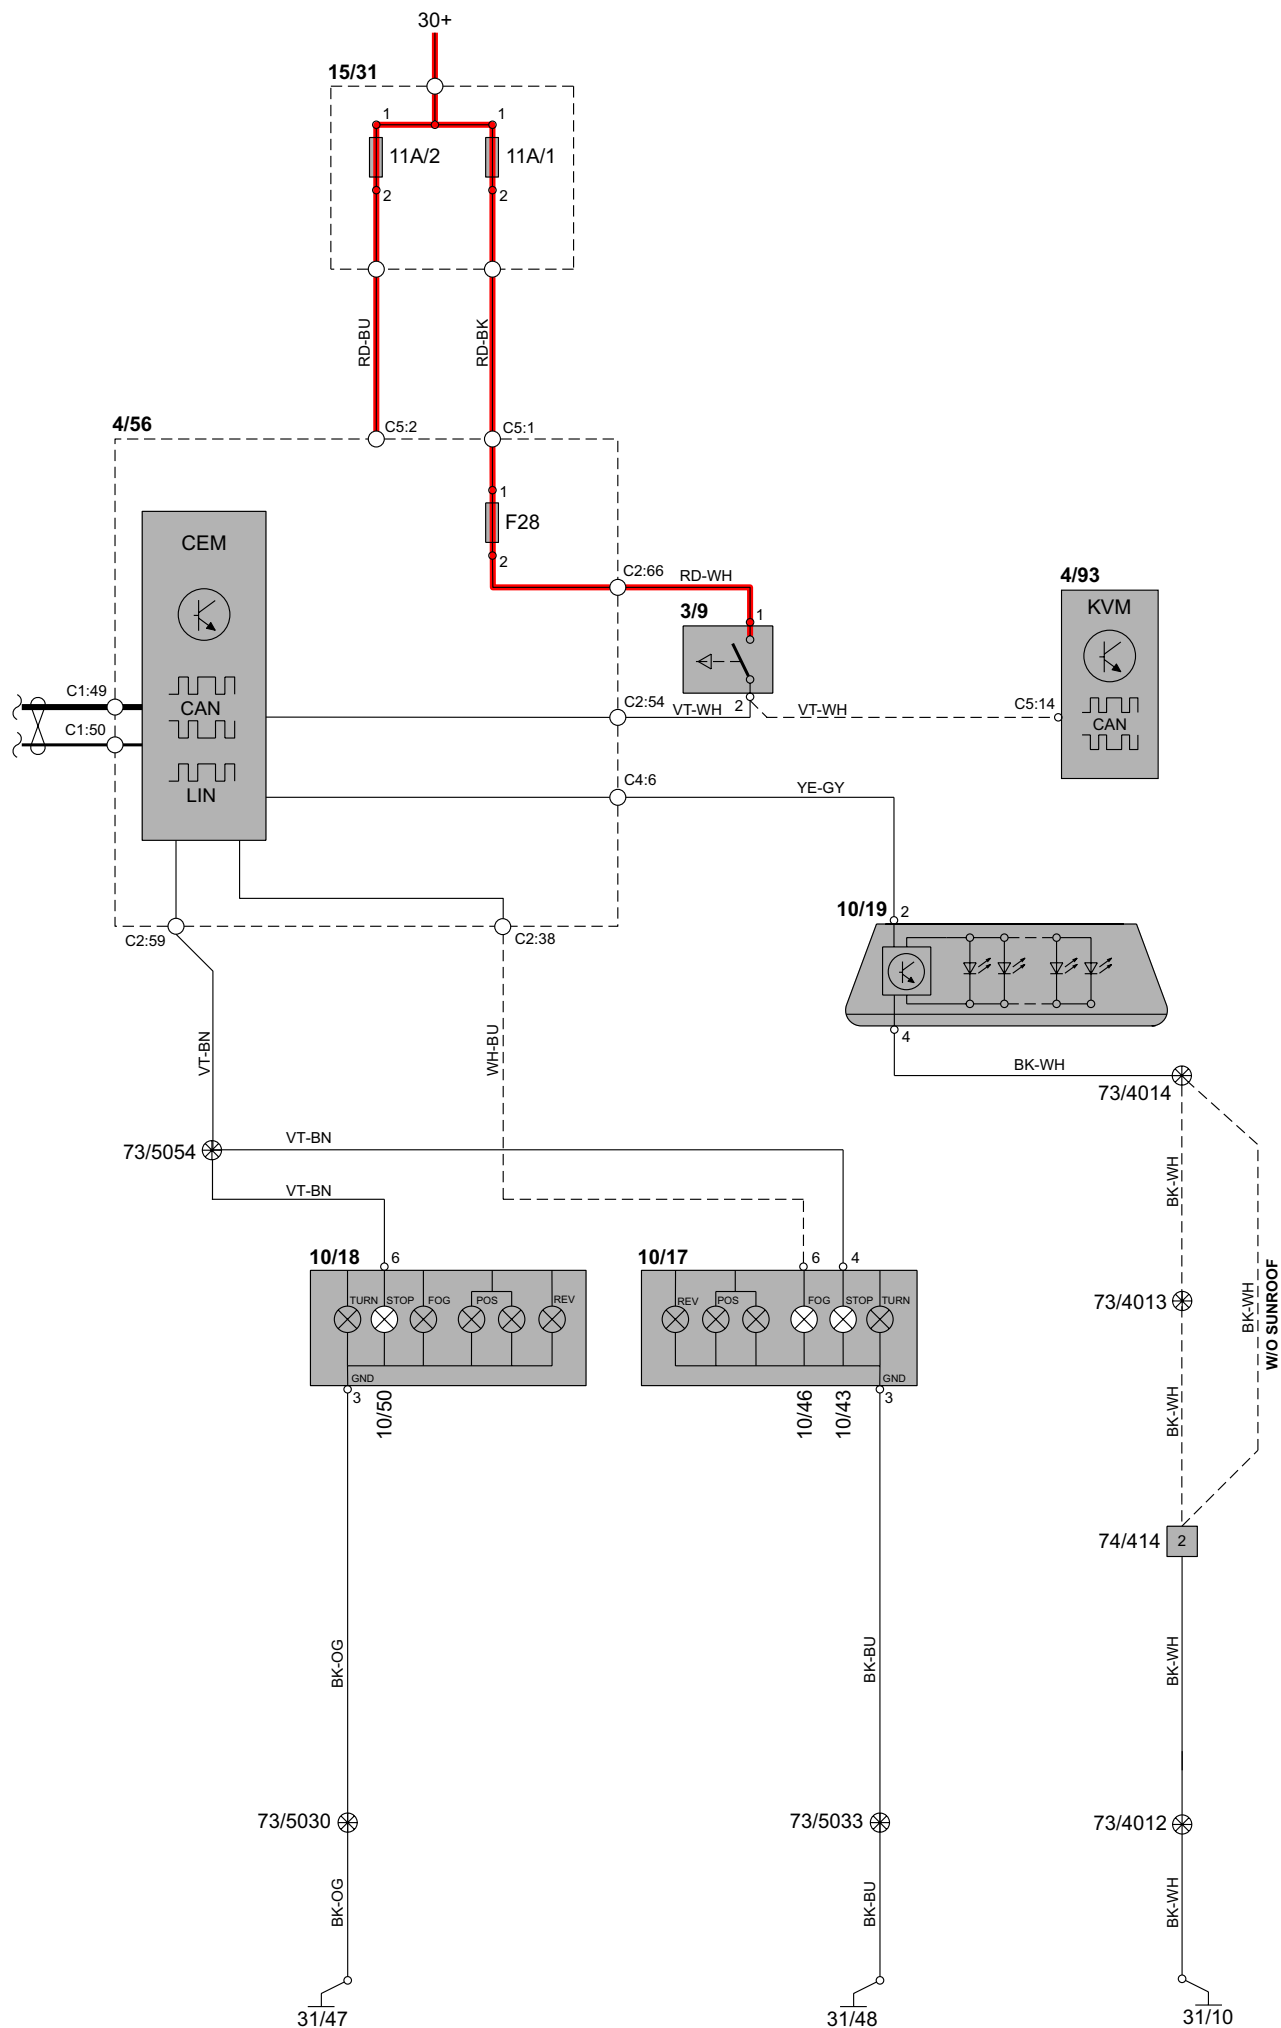 30+
15/31
1
1
11A/2
11A/1
2
2
RD-BU
RD-BK
4/56
C5:2
C5:1
1
F28
2
CEM
C2:66
RD-WH
4/93
KVM
3/9
1
C1:49
CAN
C2:54
VT-WH
2
VT-WH
C5:14
CAN
C1:50
LIN
C4:6
YE-GY
10/19
2
C2:59
C2:38
4
VT-BN
WH-BU
BK-WH
73/4014
73/5054
VT-BN
VT-BN
BK-WH
10/18
6
10/17
6
4
TURN
STOP
FOG
POS
REV
REV
POS
FOG
STOP
TURN
73/4013
BK-WH
W/O SUNROOF
GND
GND
3
10/50
10/46
10/43
3
BK-WH
74/414
2
BK-OG
BK-BU
BK-WH
73/5030
73/5033
73/4012
BK-OG
BK-BU
BK-WH
31/47
31/48
31/10